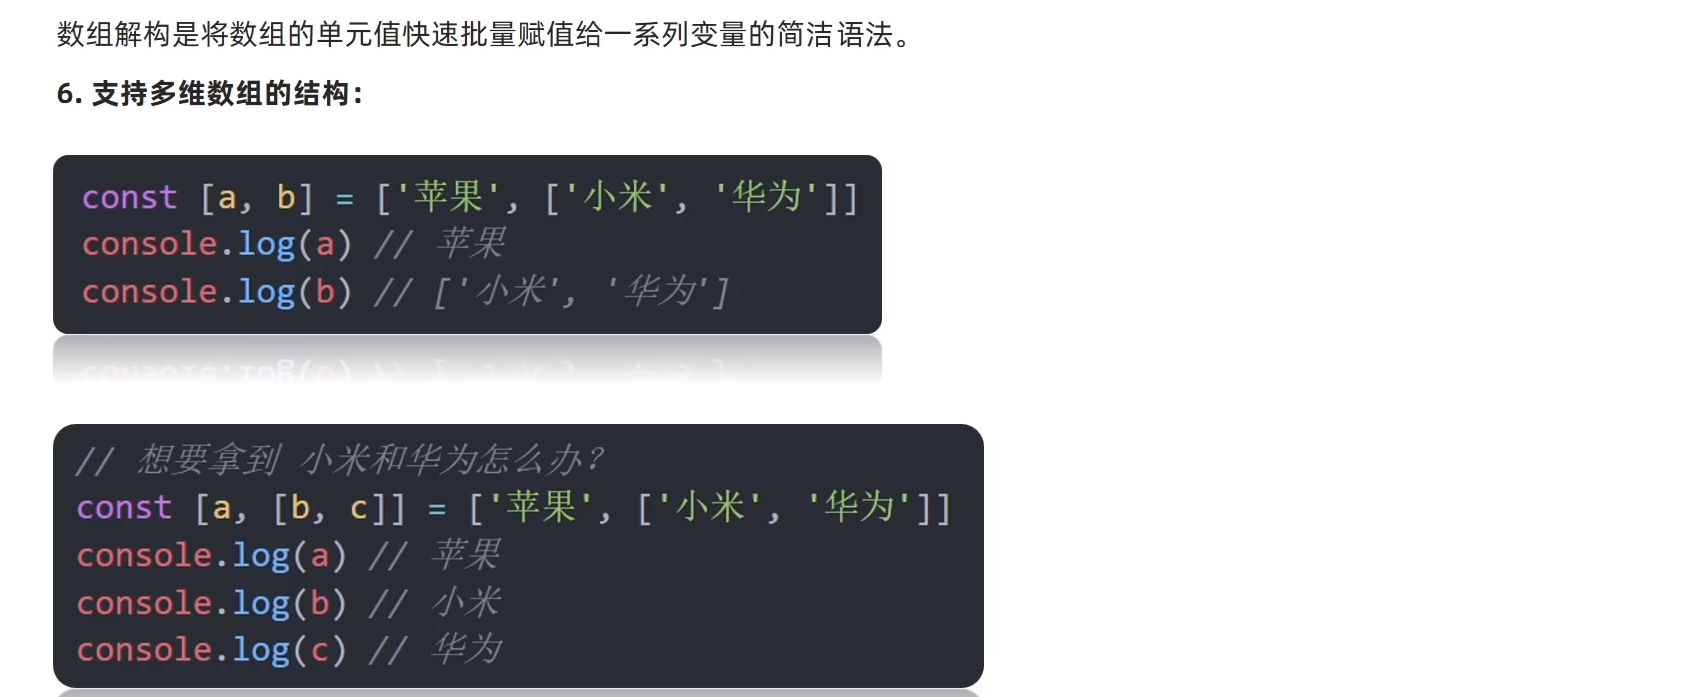 数组解构是将数组的单元值快速批量赋值给一系列变量的简洁语法。
6. 支持多维数组的结构：
const [a, b] = ['苹果', ['小米', '华为']]
console.log(a) // 苹果
console.log(b) // ['小米', '华为']
// 想要拿到 小米和华为怎么办？
const [a, [b, c]] = ['苹果', ['小米', '华为']]
console.log(a) // 苹果
console.log(b) // 小米
console.log(c) // 华为